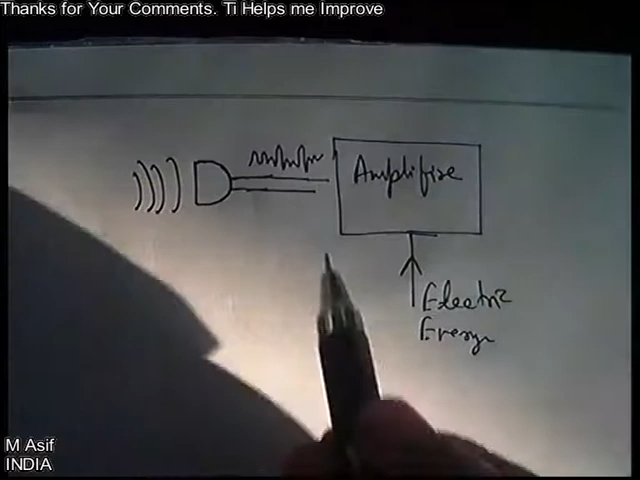 Thanks for Your Comments. Ti Helps me Improve
Amplifire
Electric
Energy
M Asif
INDIA